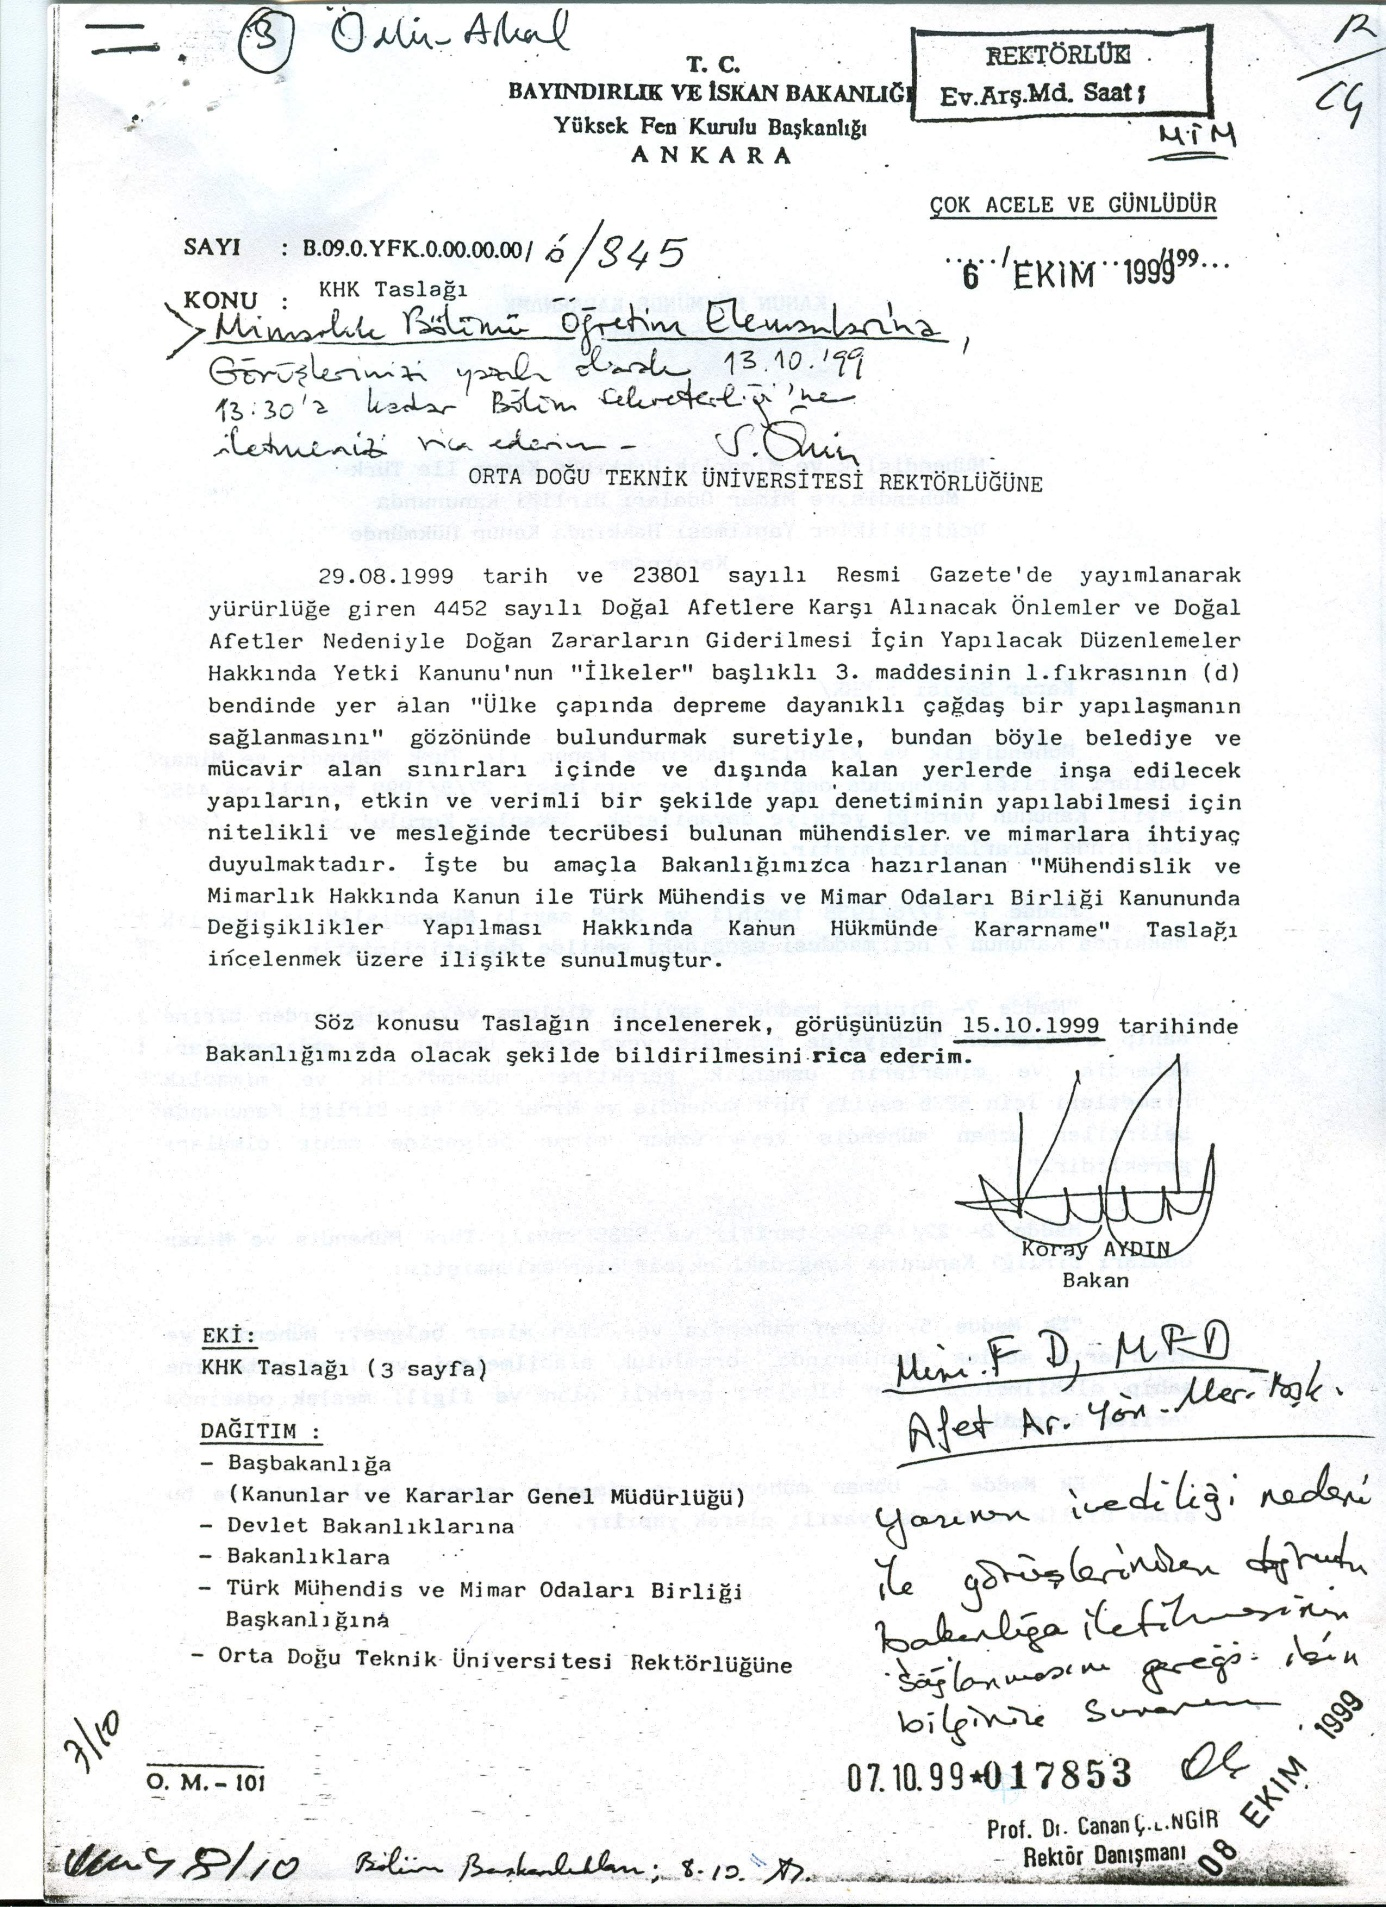 3 Ömür Akal
R
CG
T. C.
BAYINDIRLIK VE İSKAN BAKANLIĞI
Yüksek Fen Kurulu Başkanlığı
ANKARA
REKTÖRLÜK
Ev.Arş.Md. Saat:
MİM
ÇOK ACELE VE GÜNLÜDÜR
SAYI : B.09.0.YFK.0.00.00.00/ 6/845
6 EKİM 1999
KONU : KHK Taslağı
Mimarlık Bölümü Öğretim Elemanlarına,
Görüşlerinizi yazılı olarak 13.10.'99
13:30'a kadar Bölüm Sekreterliği'ne
iletmenizi rica ederim -
ORTA DOĞU TEKNİK ÜNİVERSİTESİ REKTÖRLÜĞÜNE
29.08.1999 tarih ve 23801 sayılı Resmi Gazete'de yayımlanarak
yürürlüğe giren 4452 sayılı Doğal Afetlere Karşı Alınacak Önlemler ve Doğal
Afetler Nedeniyle Doğan Zararların Giderilmesi İçin Yapılacak Düzenlemeler
Hakkında Yetki Kanunu'nun "İlkeler" başlıklı 3. maddesinin 1.fıkrasının (d)
bendinde yer alan "Ülke çapında depreme dayanıklı çağdaş bir yapılaşmanın
sağlanmasını" gözönünde bulundurmak suretiyle, bundan böyle belediye ve
mücavir alan sınırları içinde ve dışında kalan yerlerde inşa edilecek
yapıların, etkin ve verimli bir şekilde yapı denetiminin yapılabilmesi için
nitelikli ve mesleğinde tecrübesi bulunan mühendisler ve mimarlara ihtiyaç
duyulmaktadır. İşte bu amaçla Bakanlığımızca hazırlanan "Mühendislik ve
Mimarlık Hakkında Kanun ile Türk Mühendis ve Mimar Odaları Birliği Kanununda
Değişiklikler Yapılması Hakkında Kanun Hükmünde Kararname" Taslağı
incelenmek üzere ilişikte sunulmuştur.
Söz konusu Taslağın incelenerek, görüşünüzün 15.10.1999 tarihinde
Bakanlığımızda olacak şekilde bildirilmesini rica ederim.
Koray AYDIN
Bakan
EKİ:
KHK Taslağı (3 sayfa)
DAĞITIM :
- Başbakanlığa
(Kanunlar ve Kararlar Genel Müdürlüğü)
- Devlet Bakanlıklarına
- Bakanlıklara
- Türk Mühendis ve Mimar Odaları Birliği
Başkanlığına
- Orta Doğu Teknik Üniversitesi Rektörlüğüne
Mim. F D - MFD
Afet Ar. Yön. Mer. Bşk.
yazının ivediliği nedeni
ile görüşlerinizin doğrudan
bakanlığa iletilmesinin
sağlanmasını gereği için
bilginize sunarım
7/10
O. M. - 101
07.10.99*017853
08 EKİM 1999
Prof. Dr. Canan Ç NGİR
Rektör Danışmanı
8/10 Bölüm Başkanlıkları; 8.10.